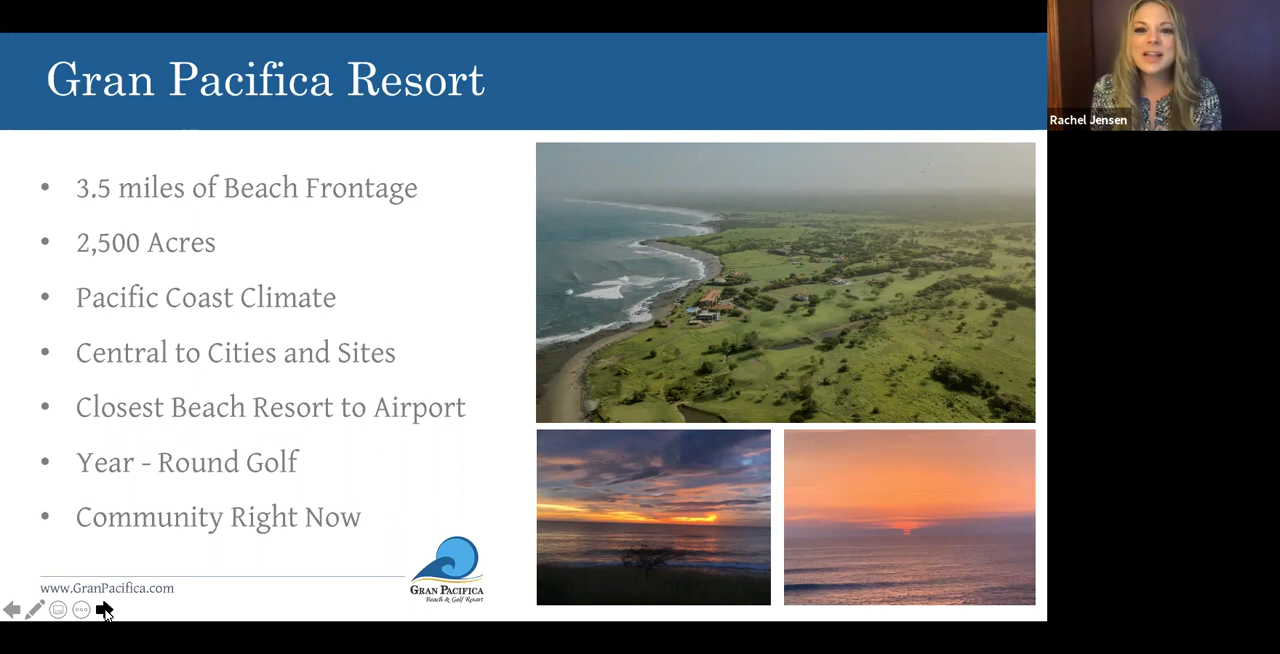 Gran Pacifica Resort
Rachel Jensen
• 3.5 miles of Beach Frontage
• 2,500 Acres
• Pacific Coast Climate
• Central to Cities and Sites
• Closest Beach Resort to Airport
• Year - Round Golf
• Community Right Now
www.GranPacifica.com
GRAN PACIFICA
Beach & Golf Resort